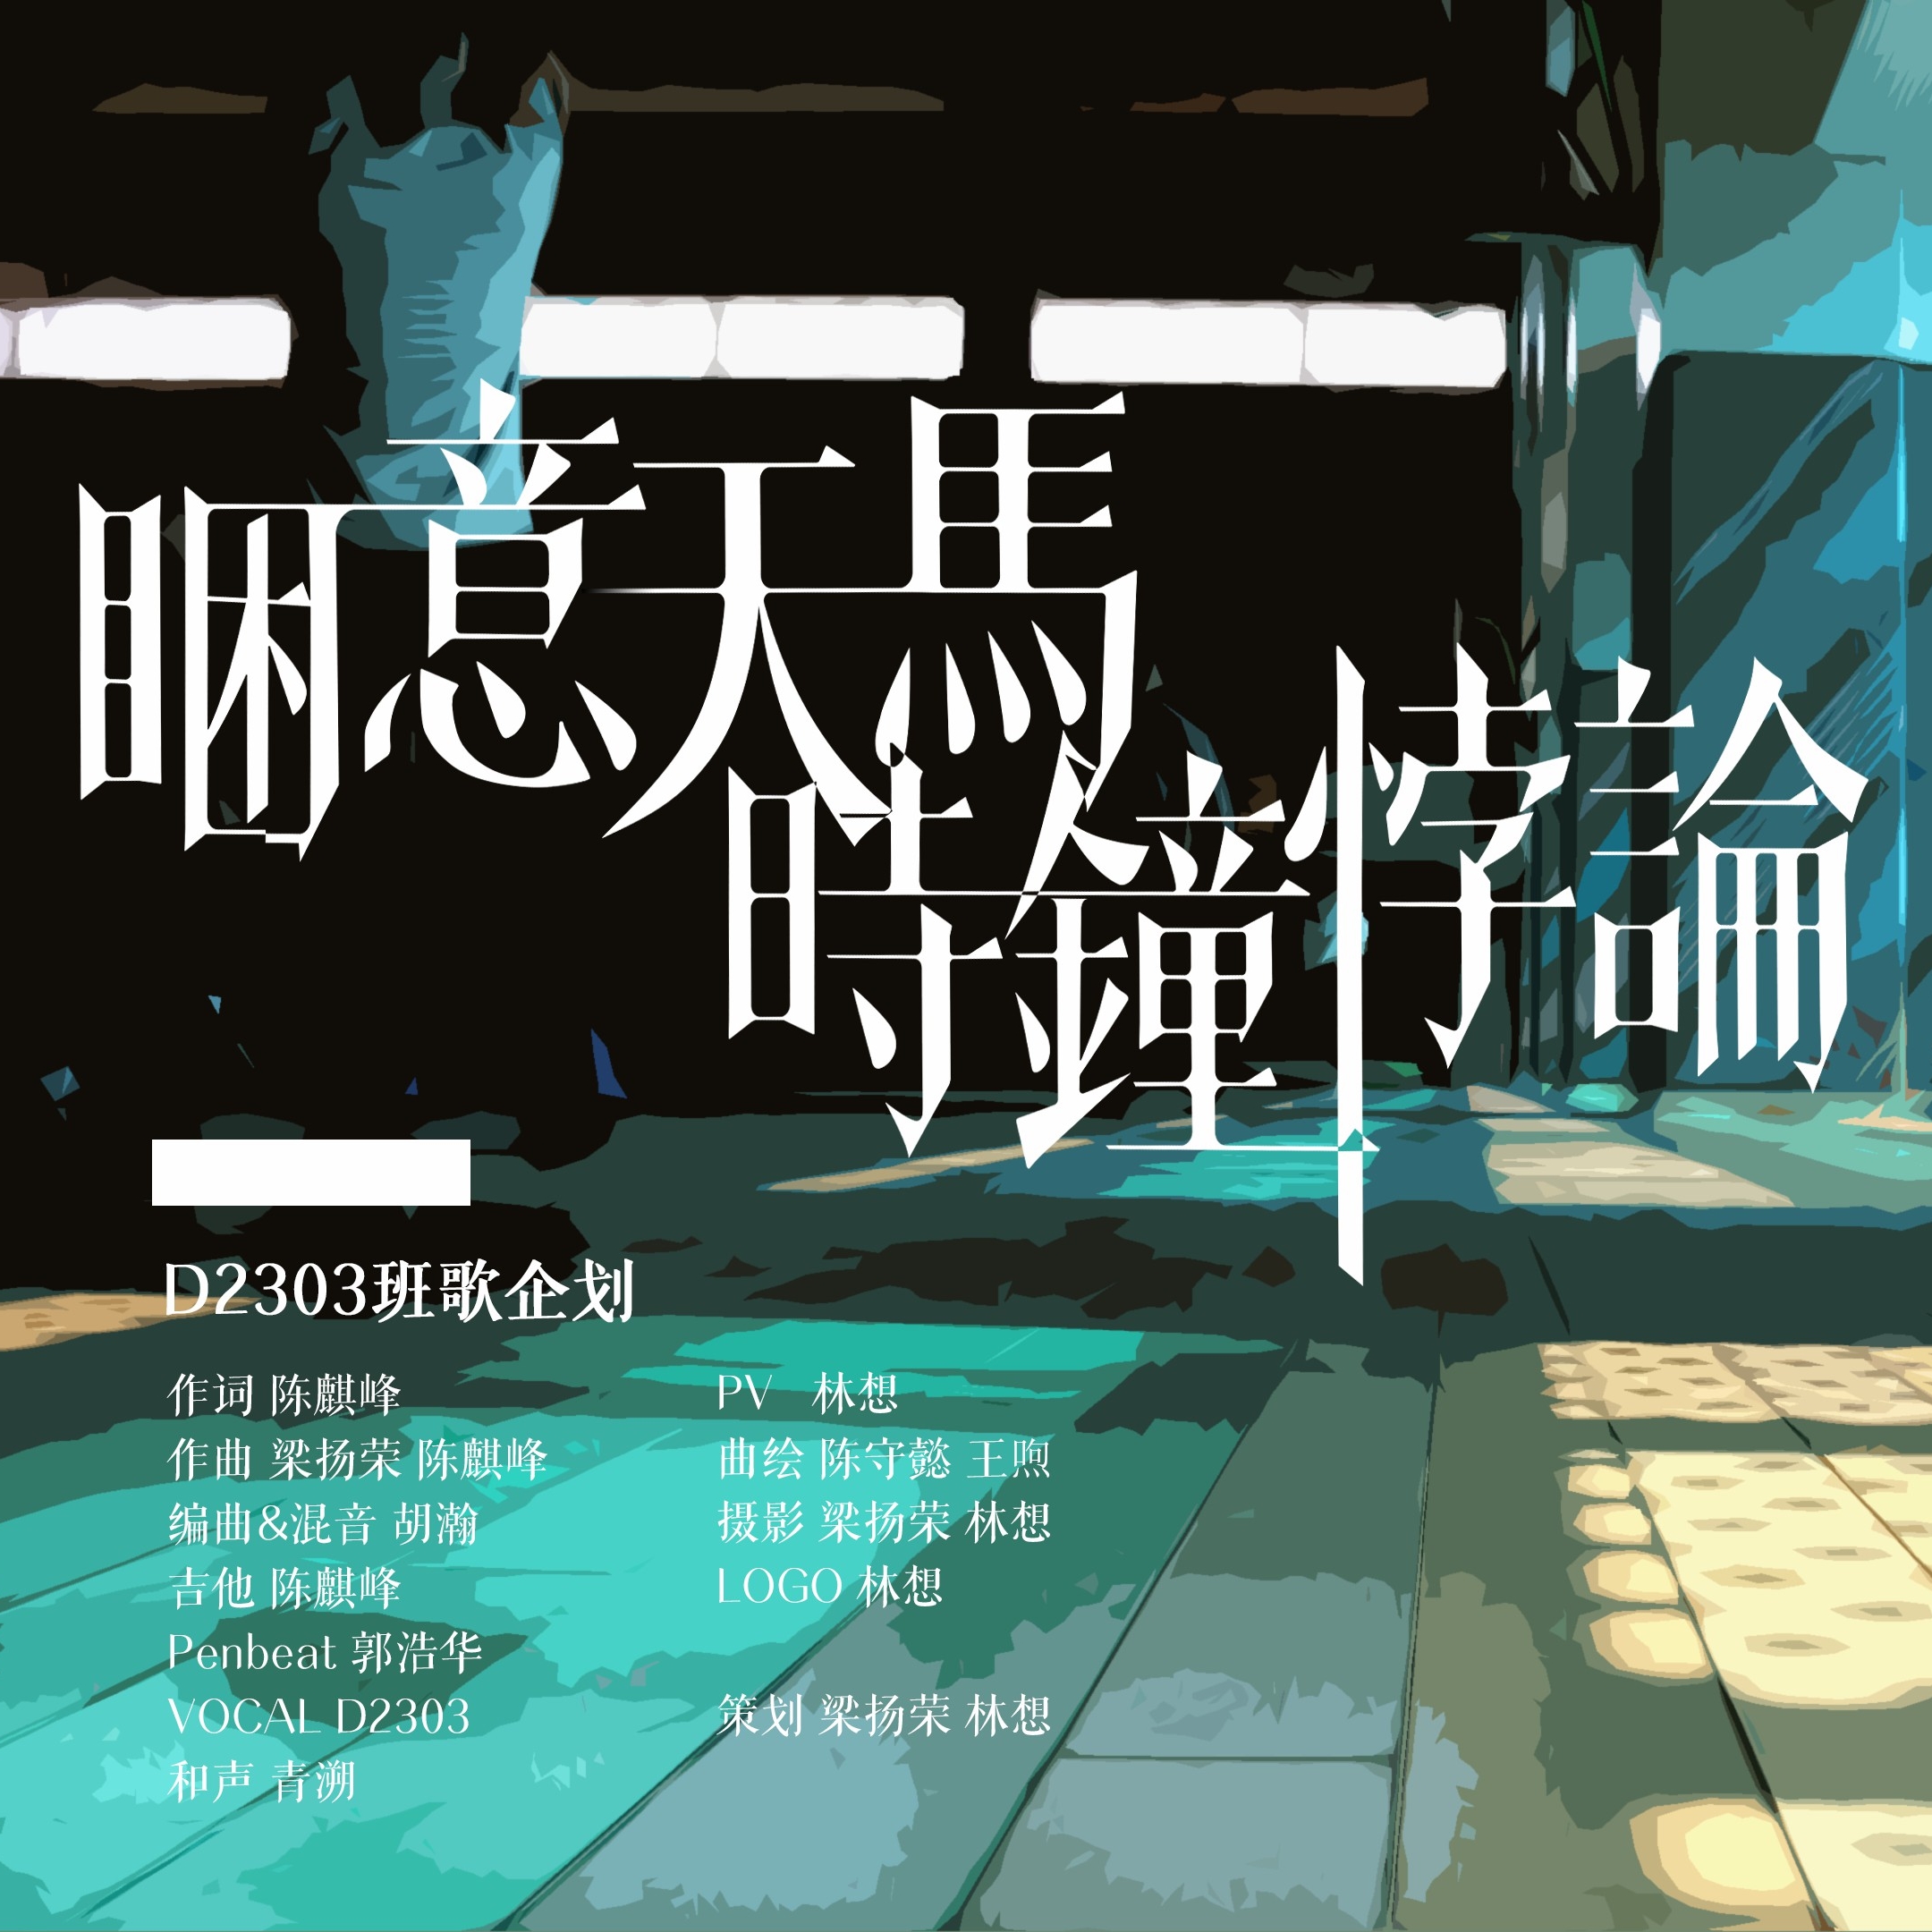 睏意天馬
時鐘悖論
D2303班歌企划
作词 陈麒峰
作曲 梁扬荣 陈麒峰
编曲&混音 胡瀚
吉他 陈麒峰
Penbeat 郭浩华
VOCAL D2303
和声 青溯
PV 林想
曲绘 陈守懿 王喣
摄影 梁扬荣 林想
LOGO 林想
策划 梁扬荣 林想